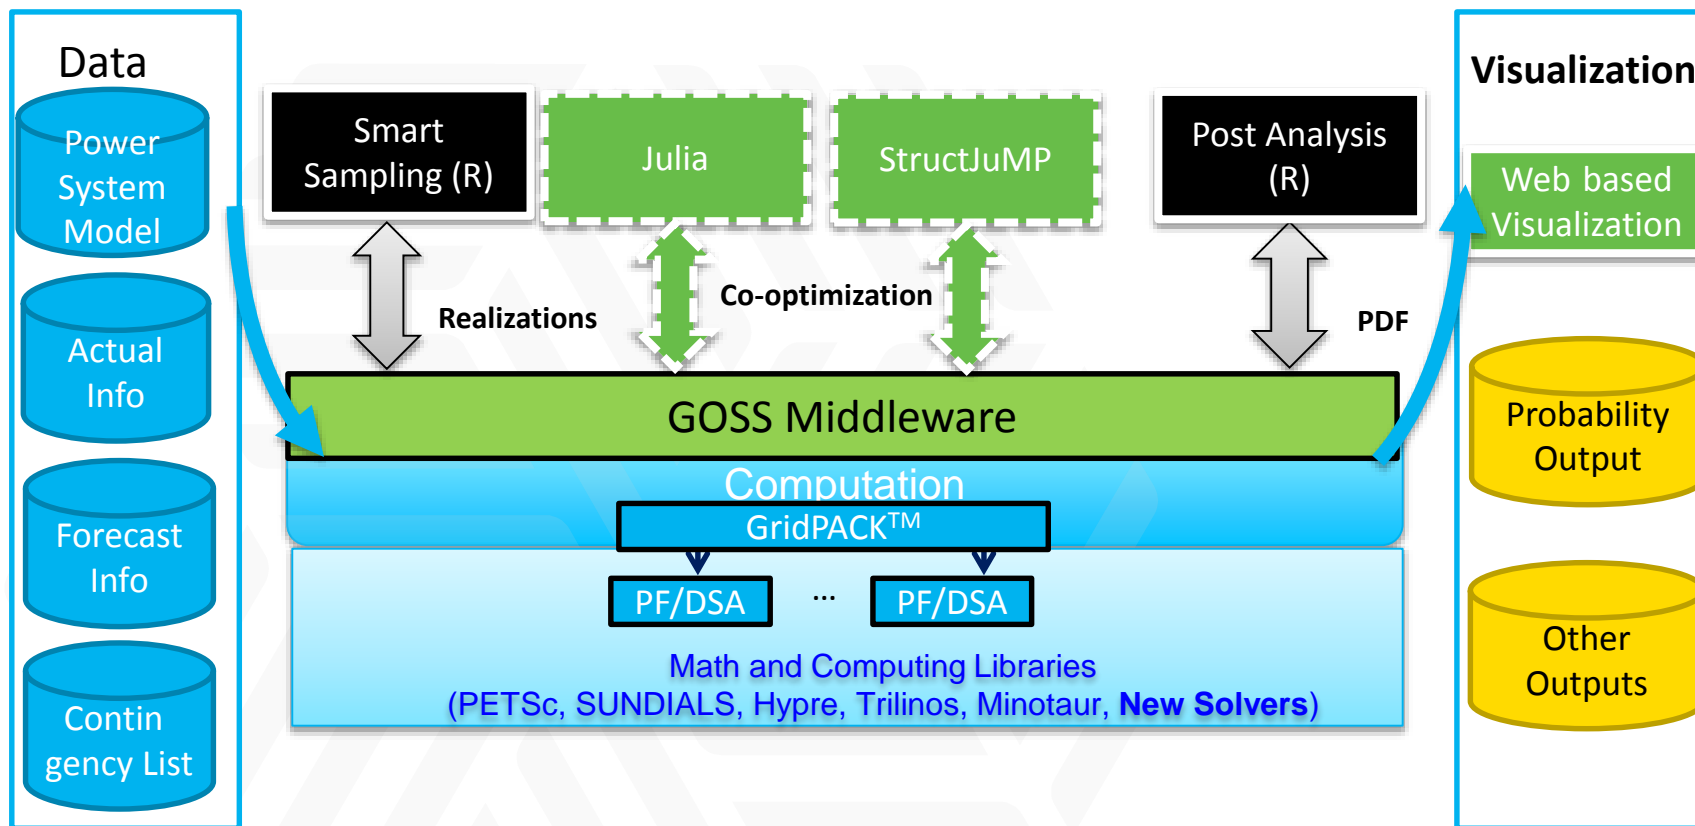 Data
Power
System
Model
Actual
Info
Forecast
Info
Contin
gency List
Smart
Sampling (R)
Julia
StructJuMP
Post Analysis
(R)
Realizations
Co-optimization
PDF
GOSS Middleware
Computation
GridPACK™
PF/DSA
...
PF/DSA
Math and Computing Libraries
(PETSc, SUNDIALS, Hypre, Trilinos, Minotaur, New Solvers)
Visualization
Web based
Visualization
Probability
Output
Other
Outputs